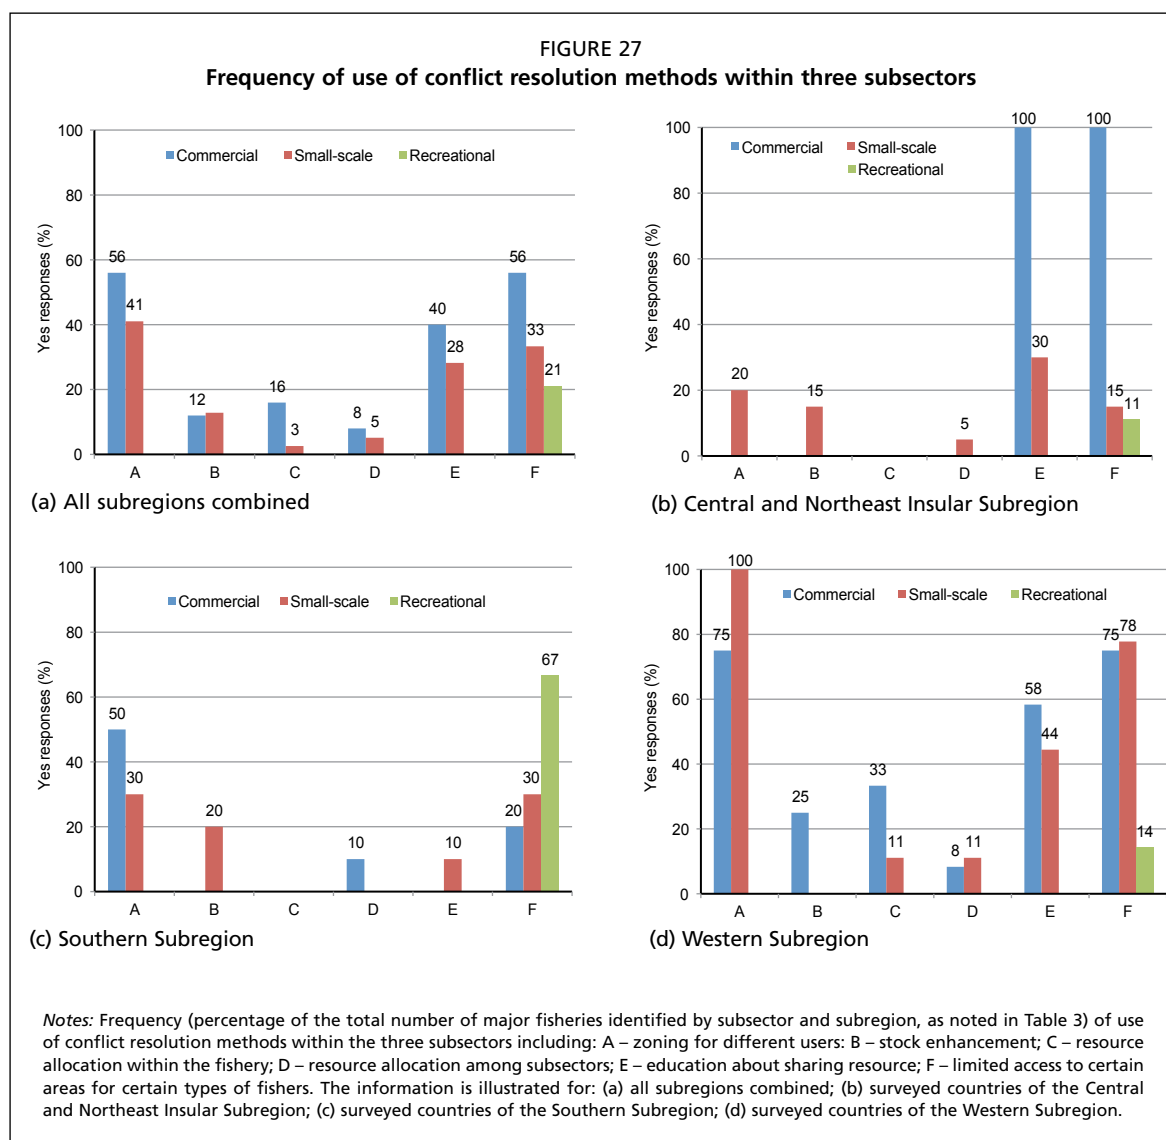 FIGURE 27
Frequency of use of conflict resolution methods within three subsectors
100
80
60
40
20
0
Yes responses (%)
Commercial Small-scale Recreational
56
41
12
16
3
8
5
40
28
56
33
21
A B C D E F
(a) All subregions combined
100
80
60
40
20
0
Yes responses (%)
Commercial Small-scale
Recreational
20
15
5
100
30
100
15
11
A B C D E F
(b) Central and Northeast Insular Subregion
100
80
60
40
20
0
Yes responses (%)
Commercial Small-scale Recreational
50
30
20
10
10
20
30
67
A B C D E F
(c) Southern Subregion
100
80
60
40
20
0
Yes responses (%)
Commercial Small-scale Recreational
75
100
25
33
11
8
11
58
44
75
78
14
A B C D E F
(d) Western Subregion
Notes: Frequency (percentage of the total number of major fisheries identified by subsector and subregion, as noted in Table 3) of use
of conflict resolution methods within the three subsectors including: A – zoning for different users: B – stock enhancement; C – resource
allocation within the fishery; D – resource allocation among subsectors; E – education about sharing resource; F – limited access to certain
areas for certain types of fishers. The information is illustrated for: (a) all subregions combined; (b) surveyed countries of the Central
and Northeast Insular Subregion; (c) surveyed countries of the Southern Subregion; (d) surveyed countries of the Western Subregion.